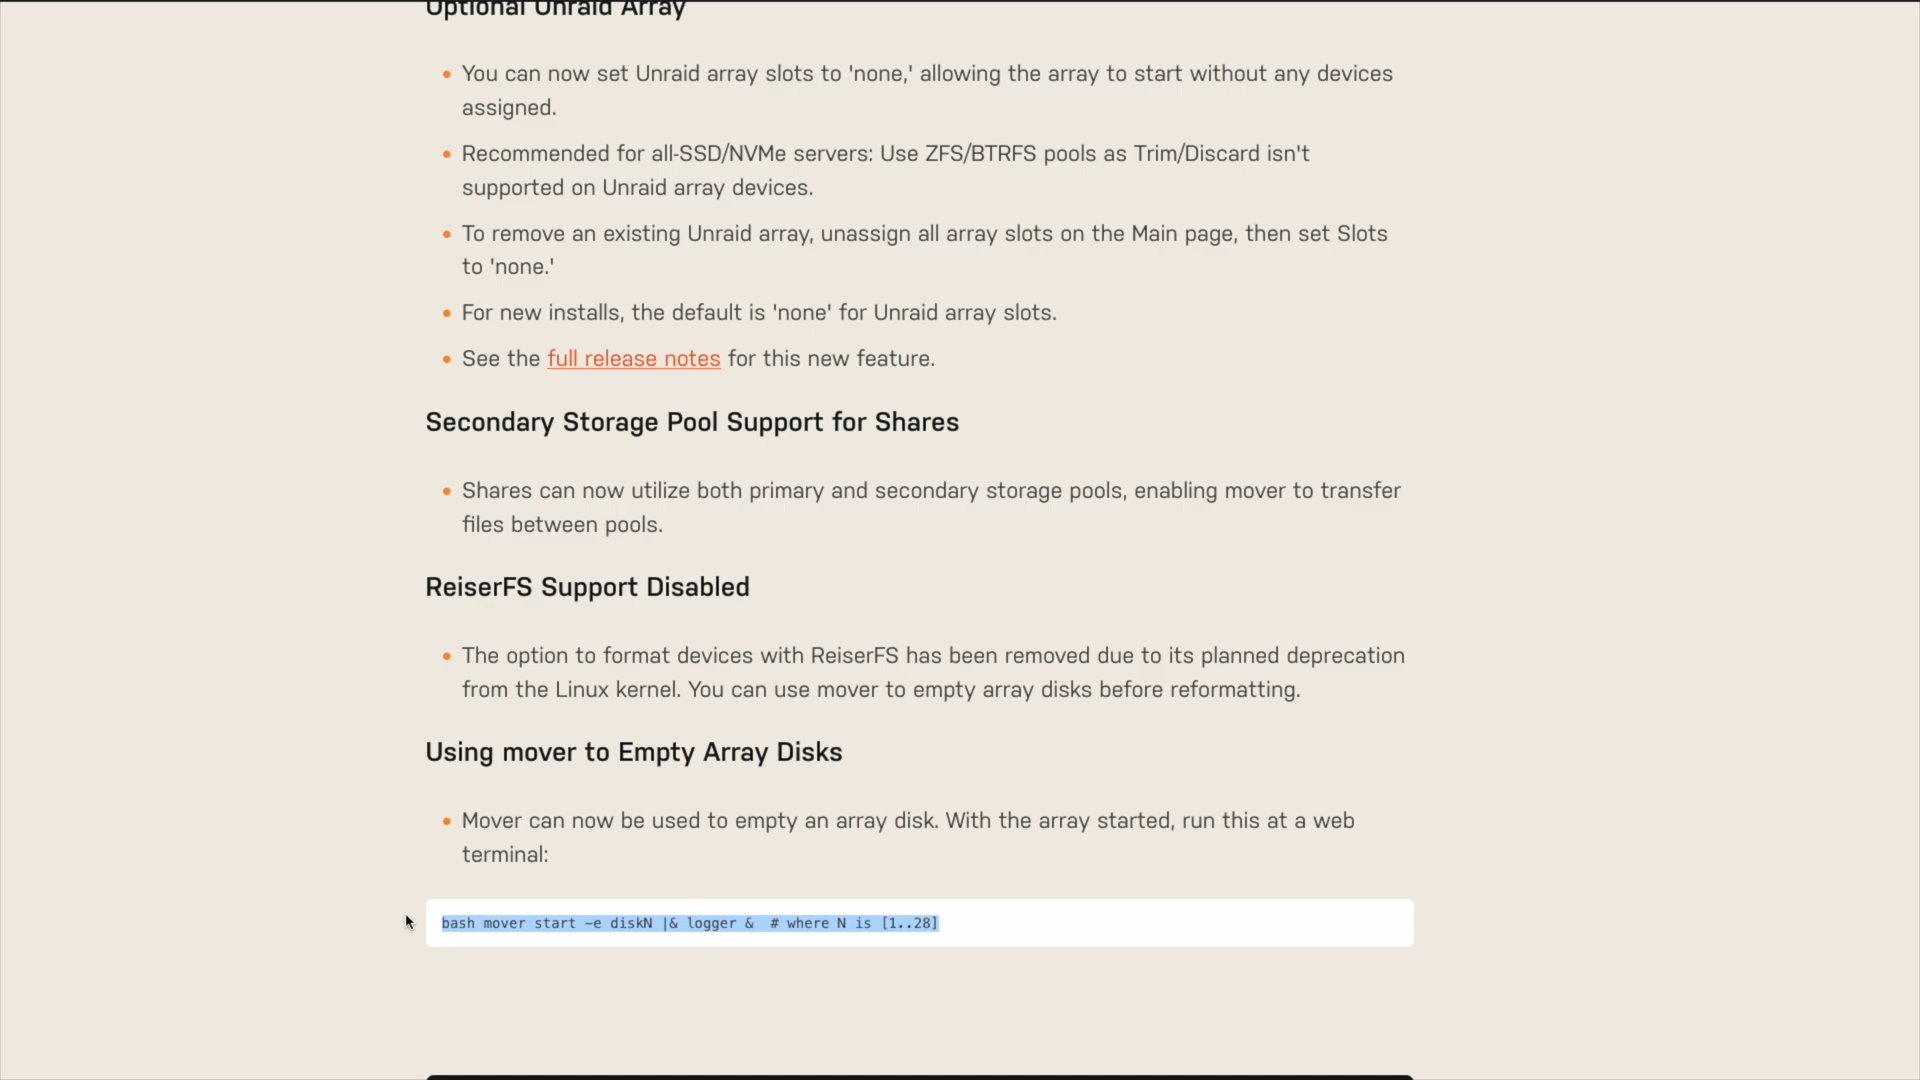 Optional Unraid Array
You can now set Unraid array slots to 'none,' allowing the array to start without any devices
assigned.
Recommended for all-SSD/NVMe servers: Use ZFS/BTRFS pools as Trim/Discard isn't
supported on Unraid array devices.
To remove an existing Unraid array, unassign all array slots on the Main page, then set Slots
to 'none.'
For new installs, the default is 'none' for Unraid array slots.
See the full release notes for this new feature.
Secondary Storage Pool Support for Shares
Shares can now utilize both primary and secondary storage pools, enabling mover to transfer
files between pools.
ReiserFS Support Disabled
The option to format devices with ReiserFS has been removed due to its planned deprecation
from the Linux kernel. You can use mover to empty array disks before reformatting.
Using mover to Empty Array Disks
Mover can now be used to empty an array disk. With the array started, run this at a web
terminal:
bash mover start -e diskN |& logger &  # where N is [1..28]